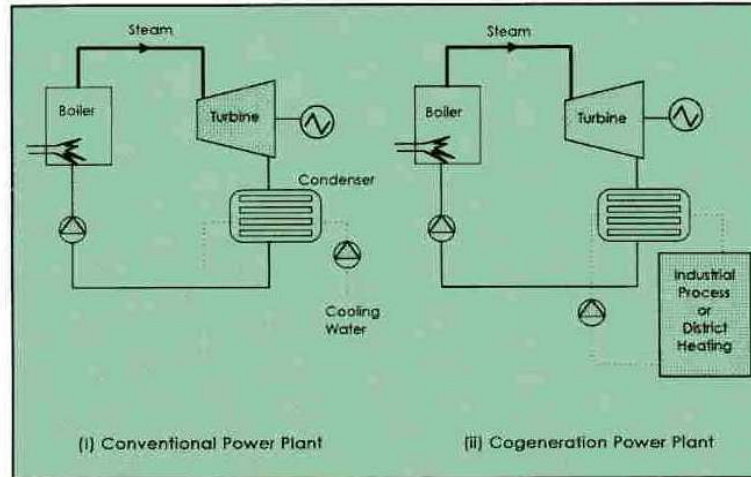 Steam
Boiler
Turbine
Condenser
Cooling
Water
(i) Conventional Power Plant
Steam
Boiler
Turbine
Industrial
Process
or
District
Heating
(ii) Cogeneration Power Plant